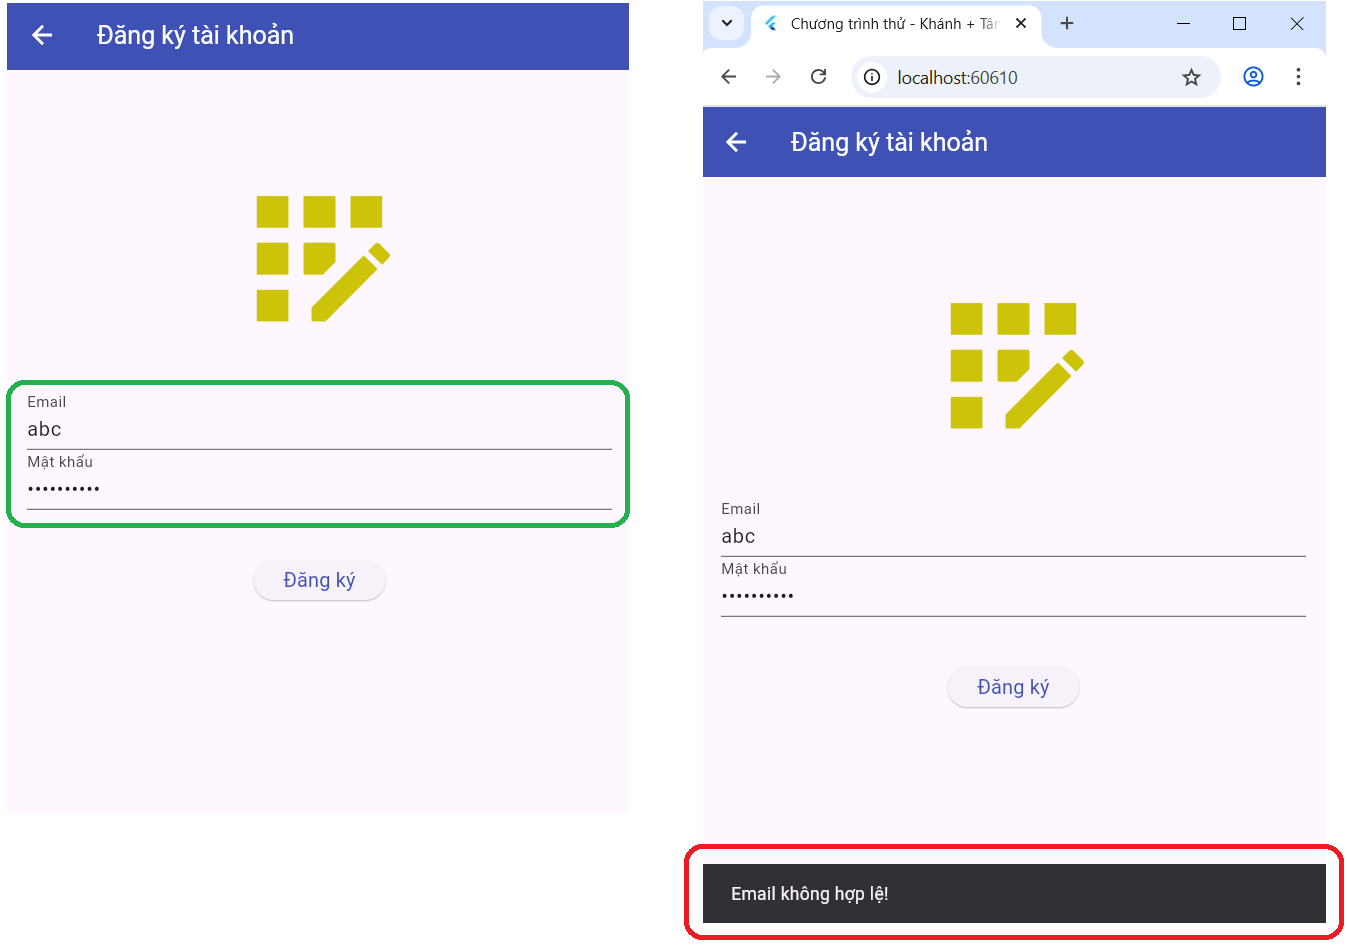 Đăng ký tài khoản
Email
abc
Mật khẩu
••••••••••
Đăng ký
Chương trình thử - Khánh + Tân
localhost:60610
Đăng ký tài khoản
Email
abc
Mật khẩu
••••••••••
Đăng ký
Email không hợp lệ!